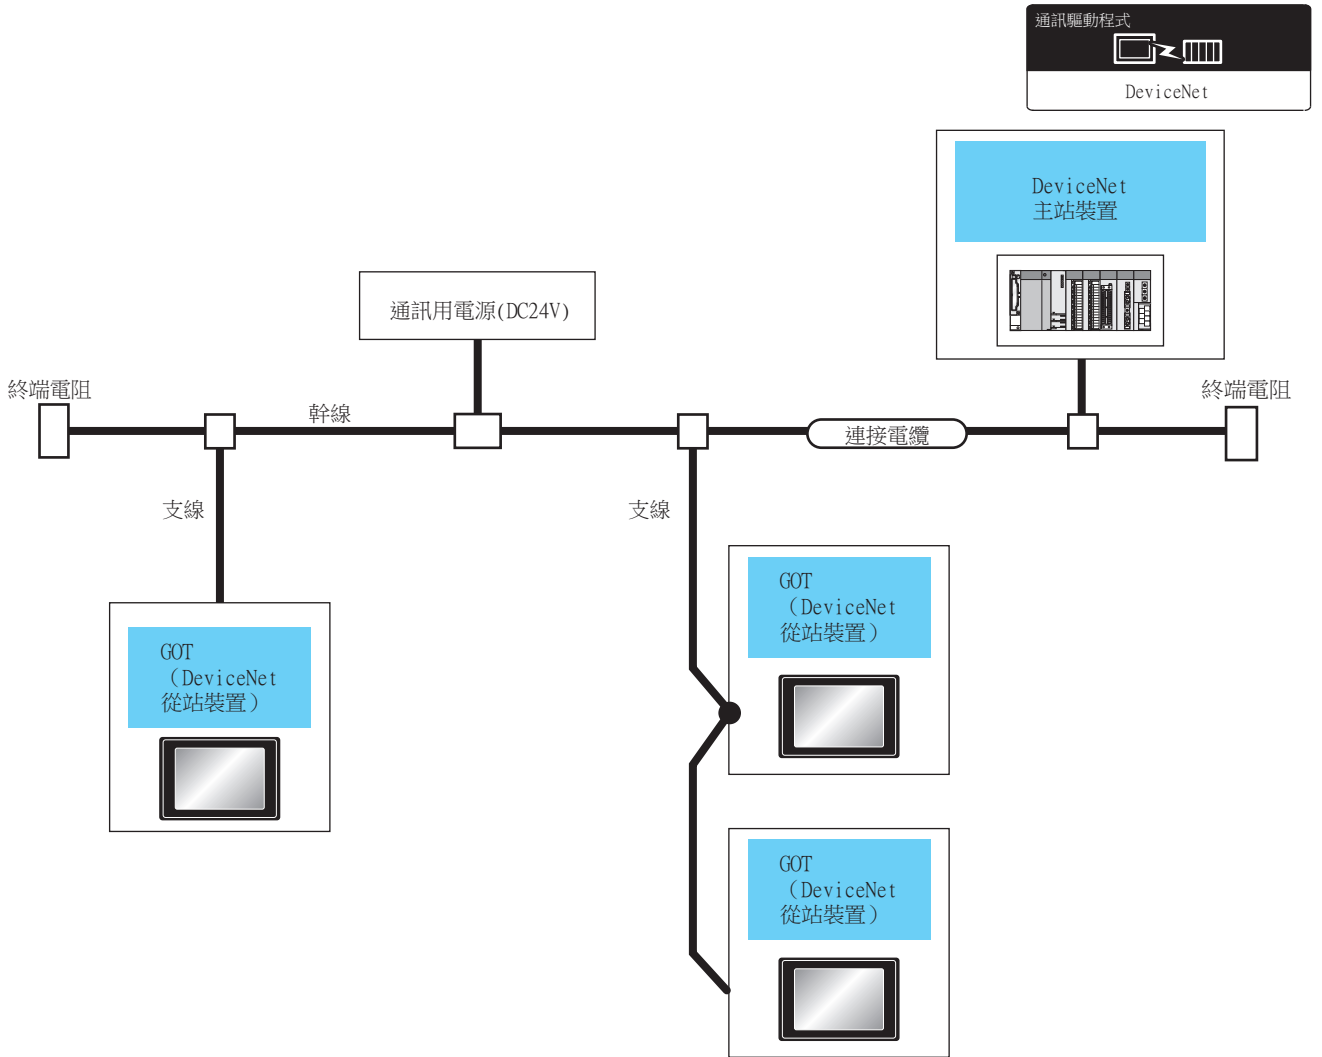 通訊驅動程式
DeviceNet
DeviceNet
主站裝置
通訊用電源(DC24V)
終端電阻
幹線
連接電纜
終端電阻
支線
支線
GOT
（DeviceNet
從站裝置）
GOT
（DeviceNet
從站裝置）
GOT
（DeviceNet
從站裝置）